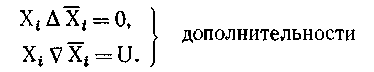 Xᵢ Δ X̅ᵢ = 0,
Xᵢ ∇ X̅ᵢ = U.
} дополнительности